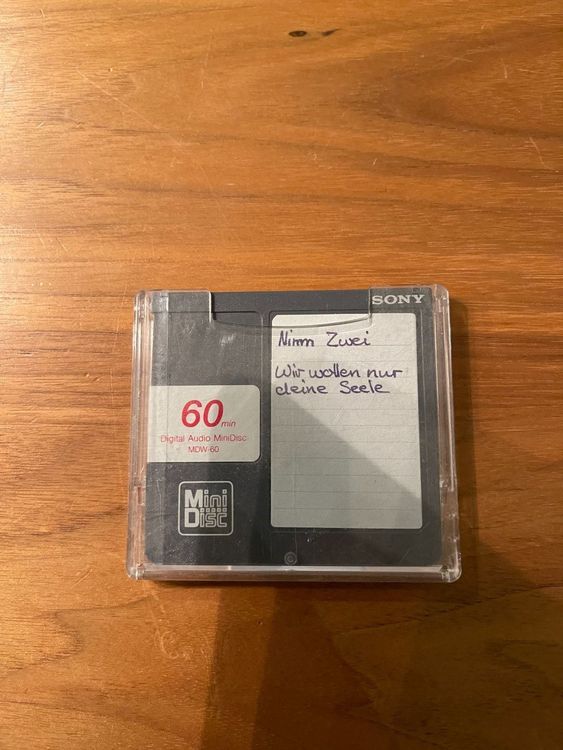 SONY
Nimm Zwei
Wir wollen nur
deine Seele
60 min
Digital Audio MiniDisc
MDW-60
Mini
Disc